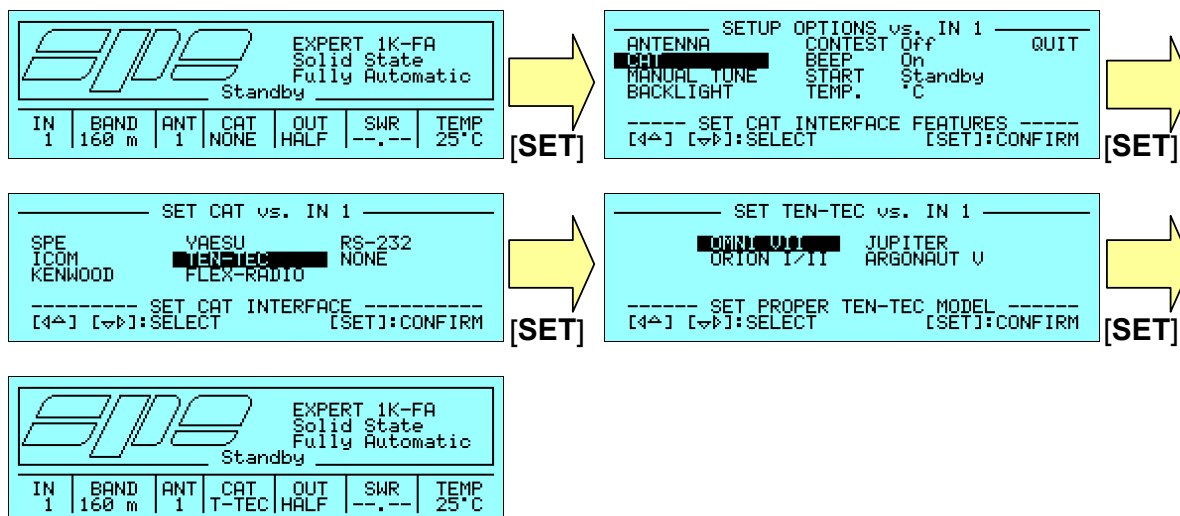 EXPERT 1K-FA
Solid State
Fully Automatic
Standby
IN BAND ANT CAT OUT SWR TEMP
1 160 m 1 NONE HALF --.-- 25°C
[SET]
SETUP OPTIONS vs. IN 1
ANTENNA CONTEST Off QUIT
CAT BEEP On
MANUAL TUNE START Standby
BACKLIGHT TEMP. °C
----- SET CAT INTERFACE FEATURES -----
[◁△] [▽▷]:SELECT [SET]:CONFIRM
[SET]
SET CAT vs. IN 1
SPE YAESU RS-232
ICOM TEN-TEC NONE
KENWOOD FLEX-RADIO
--------- SET CAT INTERFACE ----------
[◁△] [▽▷]:SELECT [SET]:CONFIRM
[SET]
SET TEN-TEC vs. IN 1
OMNI VII JUPITER
ORION I/II ARGONAUT V
------ SET PROPER TEN-TEC MODEL ------
[◁△] [▽▷]:SELECT [SET]:CONFIRM
[SET]
EXPERT 1K-FA
Solid State
Fully Automatic
Standby
IN BAND ANT CAT OUT SWR TEMP
1 160 m 1 T-TEC HALF --.-- 25°C